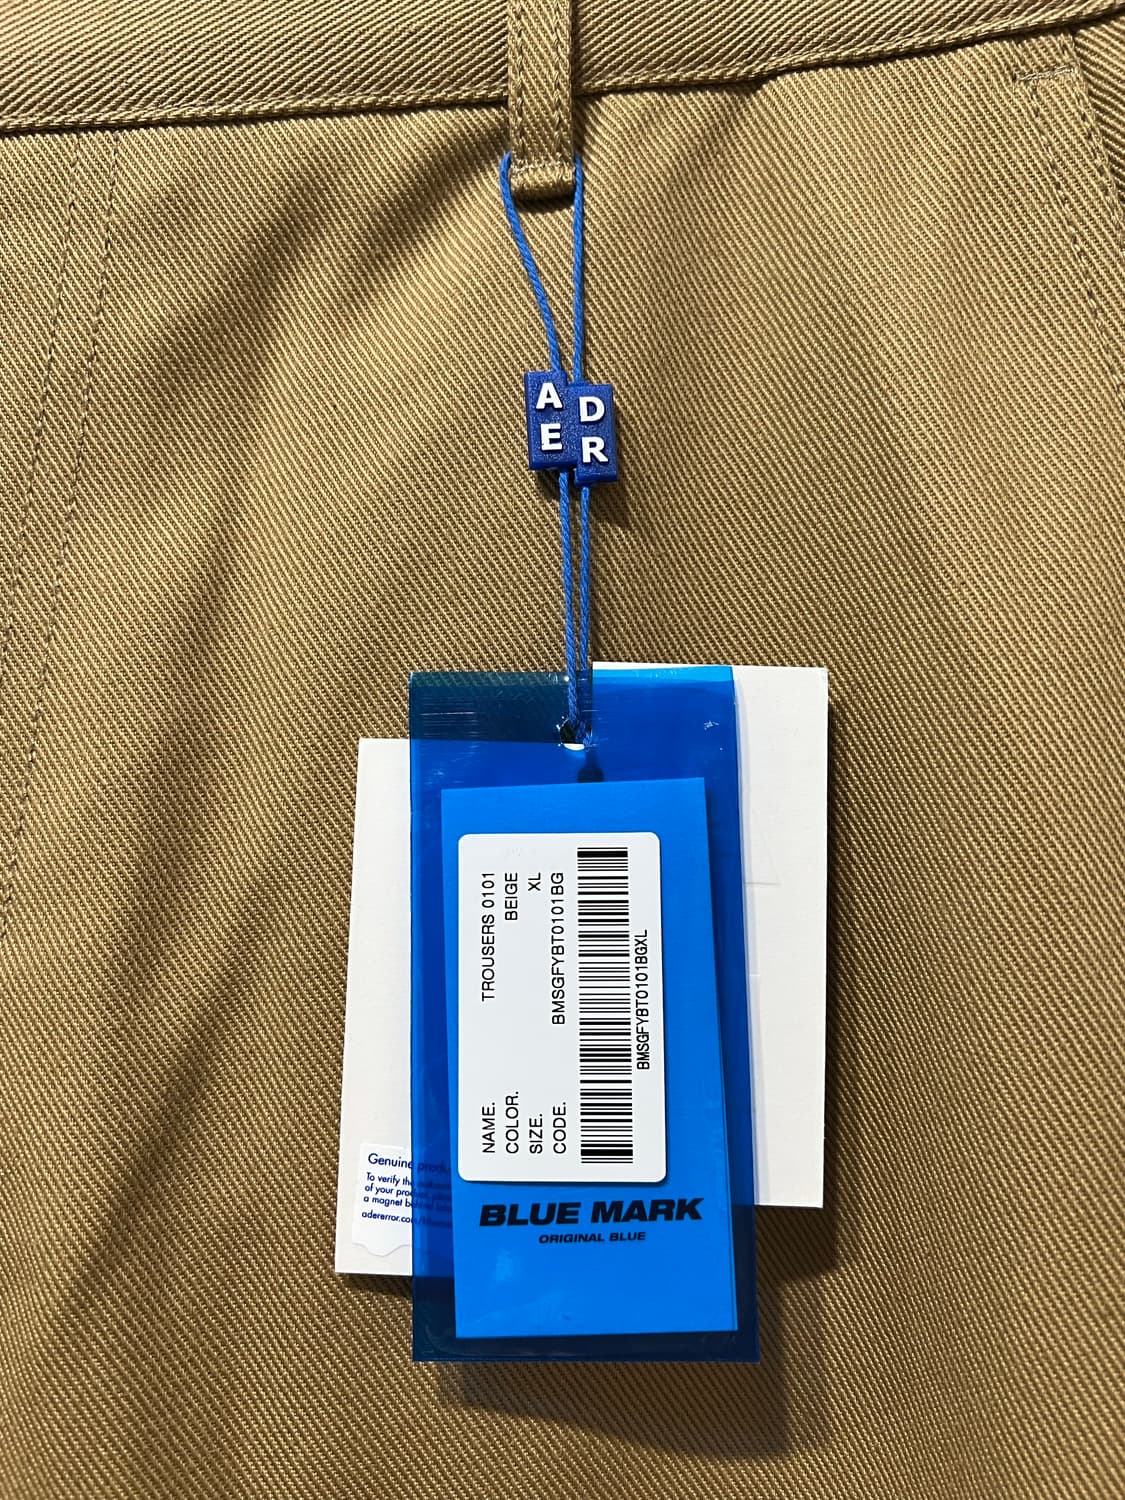 A D
E R
NAME. TROUSERS 0101
COLOR. BEIGE
SIZE. XL
CODE. BMSGFYBT0101BG
BMSGFYBT0101BGXL
BLUE MARK
ORIGINAL BLUE
Genuine
To verify the
of your product,
a magnet
adererror.com